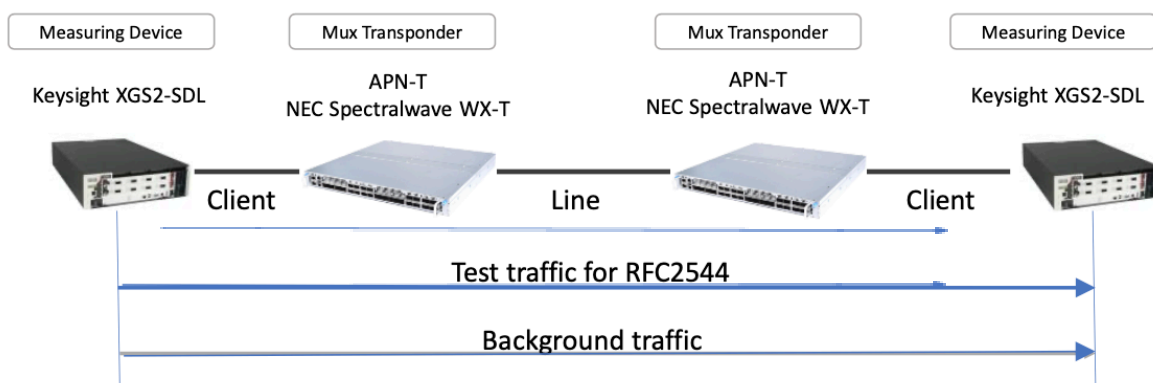 Measuring Device
Mux Transponder
Mux Transponder
Measuring Device
Keysight XGS2-SDL
APN-T
NEC Spectralwave WX-T
APN-T
NEC Spectralwave WX-T
Keysight XGS2-SDL
Client
Line
Client
Test traffic for RFC2544
Background traffic